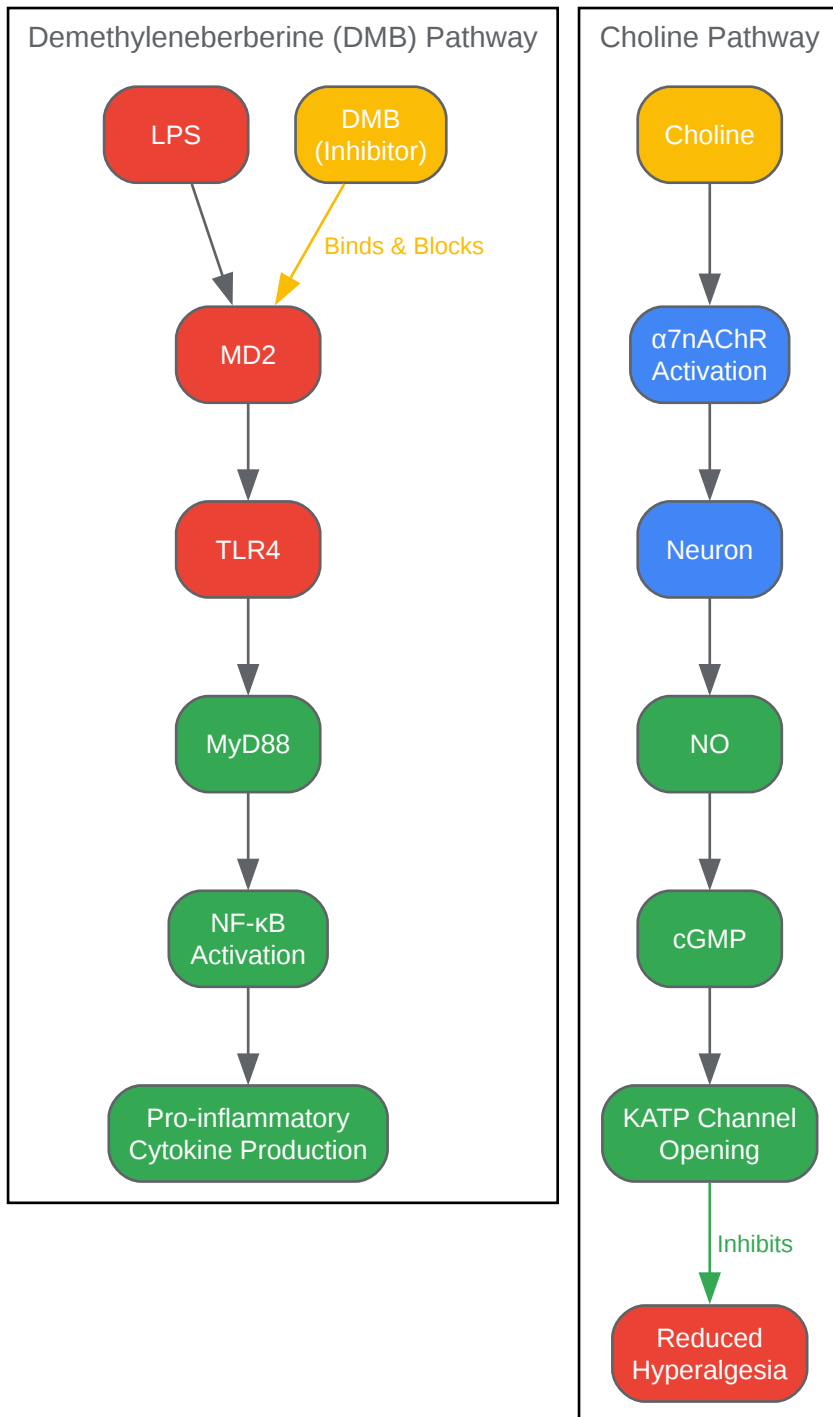 Demethyleneberberine (DMB) Pathway
LPS
DMB
(Inhibitor)
Binds & Blocks
MD2
TLR4
MyD88
NF-κB
Activation
Pro-inflammatory
Cytokine Production
Choline Pathway
Choline
α7nAChR
Activation
Neuron
NO
cGMP
KATP Channel
Opening
Inhibits
Reduced
Hyperalgesia